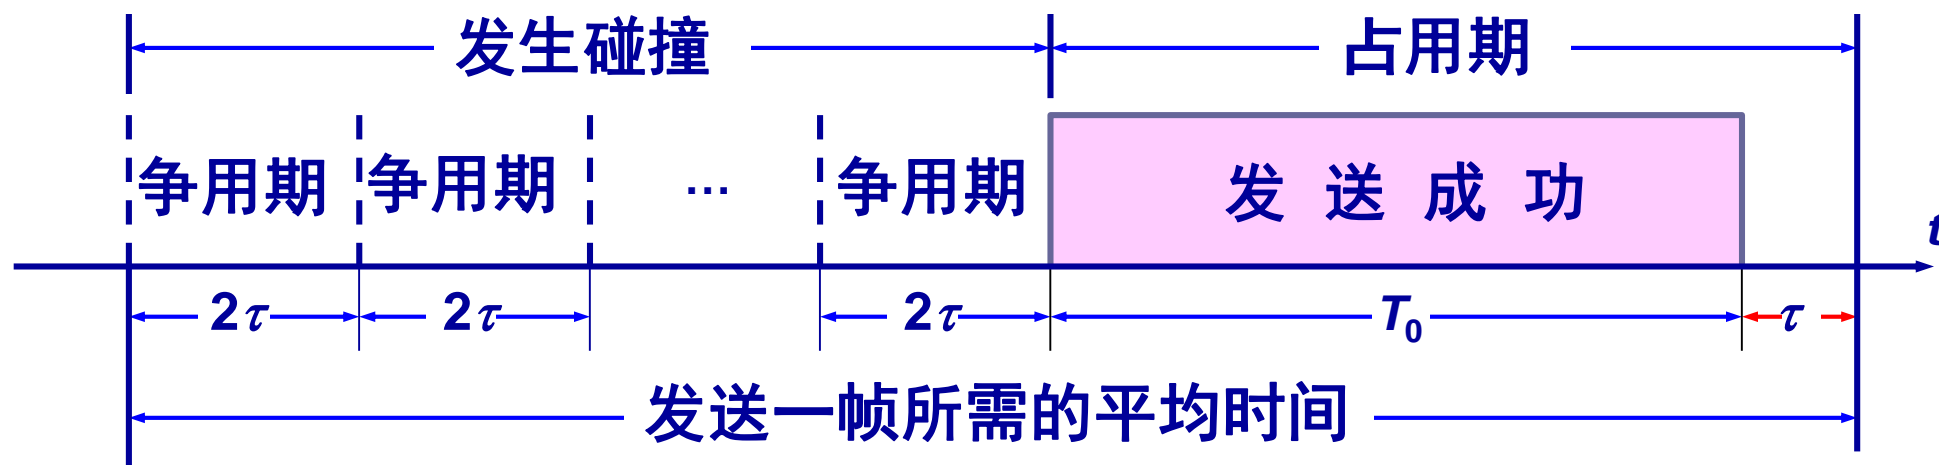 发生碰撞 占用期
争用期 争用期 … 争用期 发送成功
t
2τ 2τ 2τ T₀ τ
发送一帧所需的平均时间